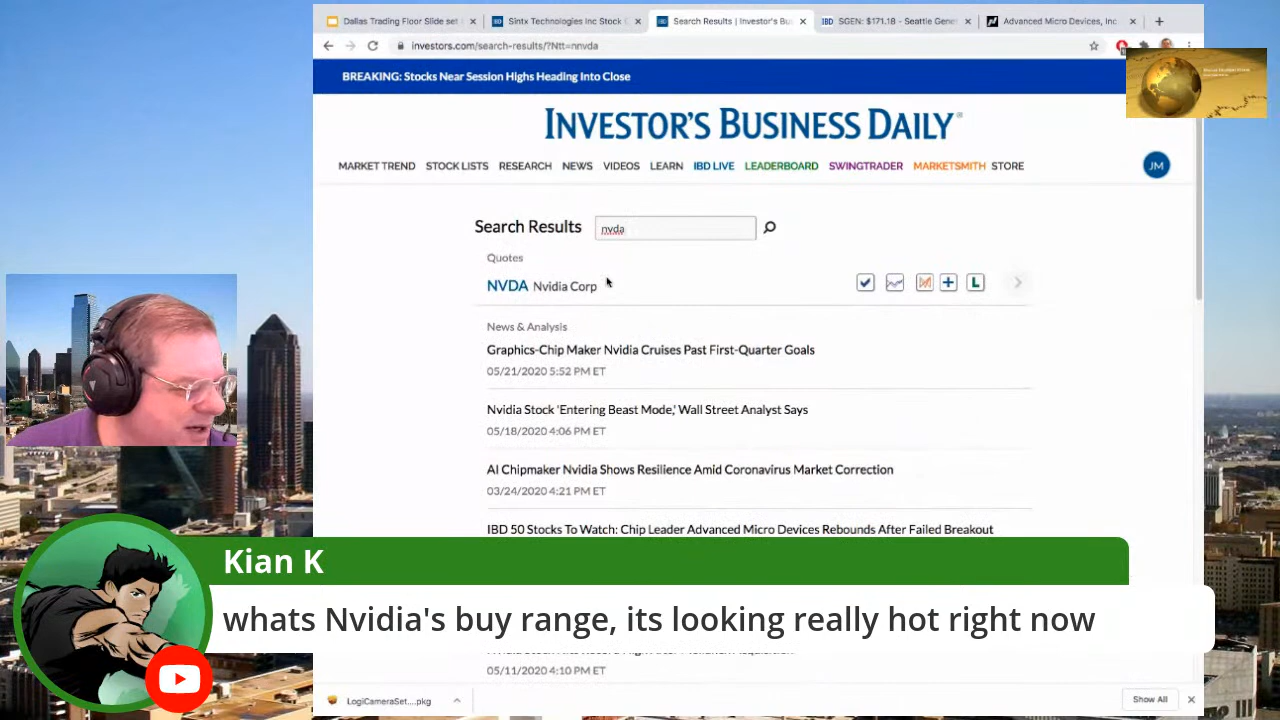 Dallas Trading Floor Slide set
Sintx Technologies Inc Stock (
Search Results | Investor's Bu
SGEN: $171.18 - Seattle Gene
Advanced Micro Devices, Inc
investors.com/search-results/?Ntt=nnvda
BREAKING: Stocks Near Session Highs Heading Into Close
INVESTOR'S BUSINESS DAILY
MARKET TREND STOCK LISTS RESEARCH NEWS VIDEOS LEARN IBD LIVE LEADERBOARD SWINGTRADER MARKETSMITH STORE
JM
Search Results nvda
Quotes
NVDA Nvidia Corp
L
News & Analysis
Graphics-Chip Maker Nvidia Cruises Past First-Quarter Goals
05/21/2020 5:52 PM ET
Nvidia Stock 'Entering Beast Mode,' Wall Street Analyst Says
05/18/2020 4:06 PM ET
AI Chipmaker Nvidia Shows Resilience Amid Coronavirus Market Correction
03/24/2020 4:21 PM ET
IBD 50 Stocks To Watch: Chip Leader Advanced Micro Devices Rebounds After Failed Breakout
Kian K
whats Nvidia's buy range, its looking really hot right now
05/11/2020 4:10 PM ET
LogiCameraSet....pkg
Show All